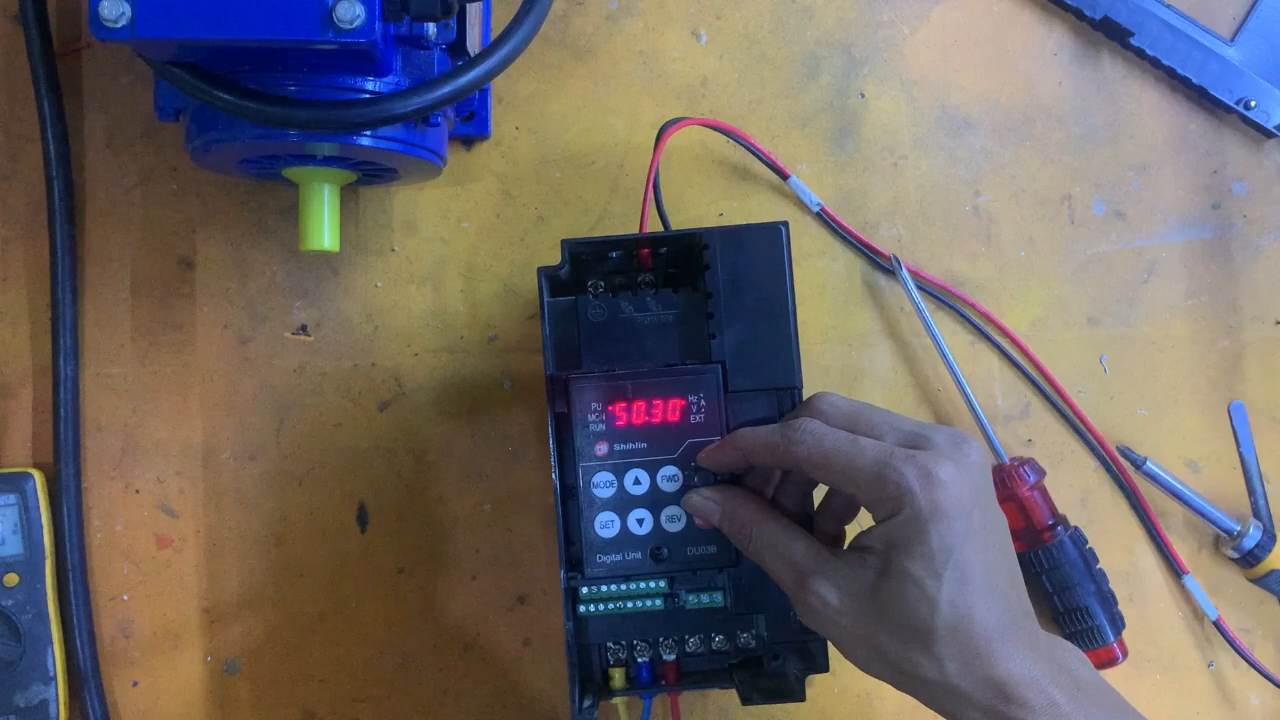 PU
MON
RUN
50.30
Hz A
V
EXT
Shihlin
MODE
FWD
SET
REV
Digital Unit
DU03B